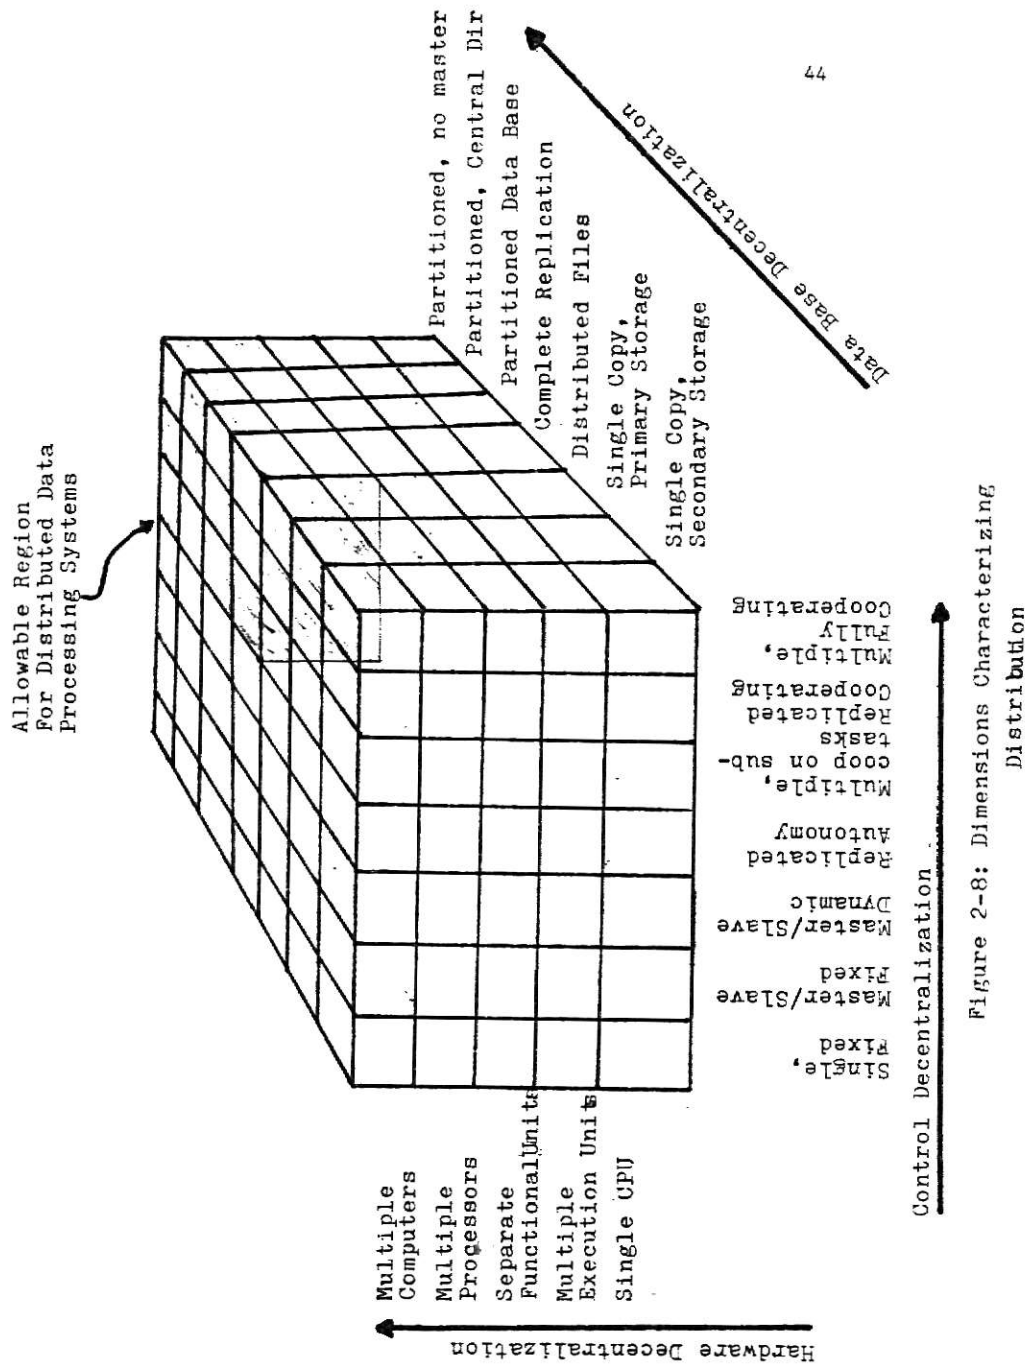 44
Allowable Region
For Distributed Data
Processing Systems
Partitioned, no master
Partitioned, Central Dir
Partitioned Data Base
Complete Replication
Distributed Files
Single Copy,
Primary Storage
Single Copy,
Secondary Storage
Data Base Decentralization
Multiple
Computers
Multiple
Processors
Separate
Functional Units
Multiple
Execution Units
Single CPU
Hardware Decentralization
Single,
Fixed
Master/Slave
Fixed
Master/Slave
Dynamic
Replicated
Autonomy
Multiple,
coop on sub-
tasks
Replicated
Cooperating
Multiple,
Fully
Cooperating
Control Decentralization
Figure 2-8: Dimensions Characterizing
Distribution